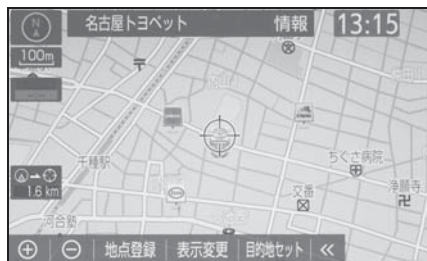 N
名古屋トヨペット 情報
13:15
100m
千種駅
ちぐさ病院
交番
浄願寺
1.6 km
河合塾
地点登録
表示変更
目的地セット